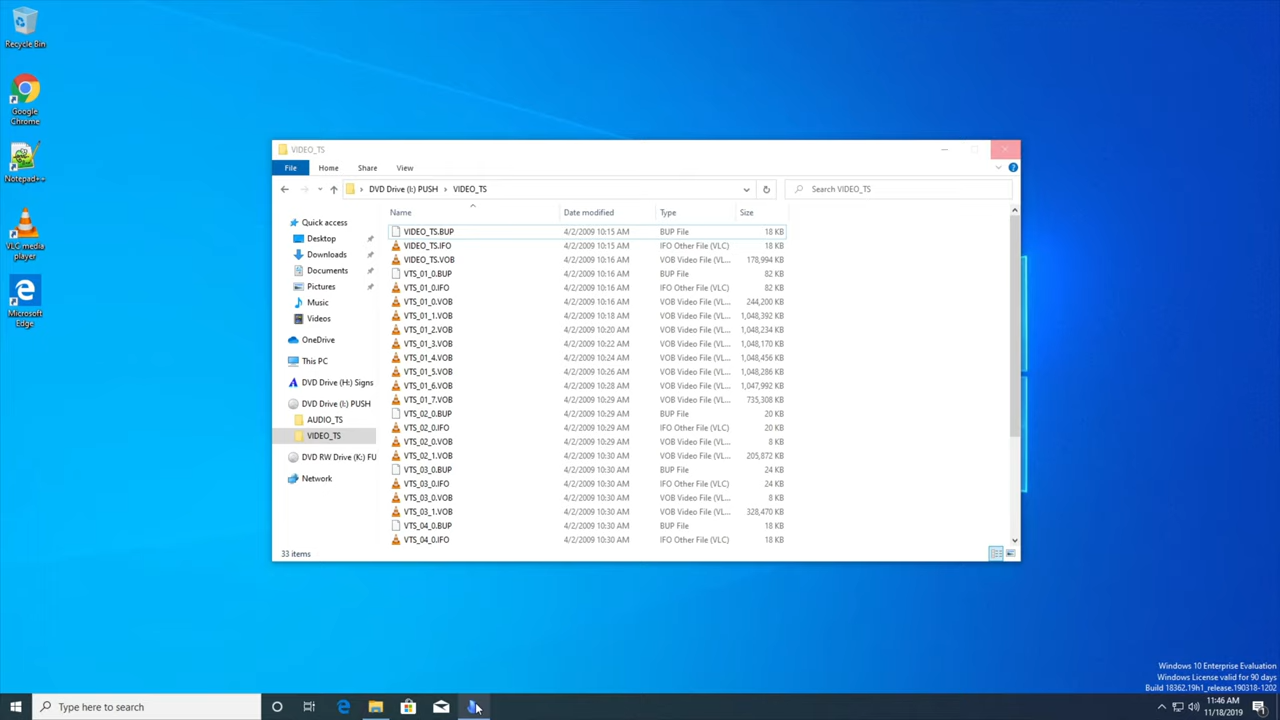 Recycle Bin
Google
Chrome
Notepad++
VLC media
player
Microsoft
Edge
VIDEO_TS
File Home Share View
DVD Drive (I:) PUSH VIDEO_TS
Search VIDEO_TS
Quick access
Desktop
Downloads
Documents
Pictures
Music
Videos
OneDrive
This PC
DVD Drive (H:) Signs
DVD Drive (I:) PUSH
AUDIO_TS
VIDEO_TS
DVD RW Drive (K:) FU
Network
Name Date modified Type Size
VIDEO_TS.BUP 4/2/2009 10:15 AM BUP File 18 KB
VIDEO_TS.IFO 4/2/2009 10:15 AM IFO Other File (VLC) 18 KB
VIDEO_TS.VOB 4/2/2009 10:16 AM VOB Video File (VL... 178,994 KB
VTS_01_0.BUP 4/2/2009 10:16 AM BUP File 82 KB
VTS_01_0.IFO 4/2/2009 10:16 AM IFO Other File (VLC) 82 KB
VTS_01_0.VOB 4/2/2009 10:16 AM VOB Video File (VL... 244,200 KB
VTS_01_1.VOB 4/2/2009 10:18 AM VOB Video File (VL... 1,048,392 KB
VTS_01_2.VOB 4/2/2009 10:20 AM VOB Video File (VL... 1,048,234 KB
VTS_01_3.VOB 4/2/2009 10:22 AM VOB Video File (VL... 1,048,170 KB
VTS_01_4.VOB 4/2/2009 10:24 AM VOB Video File (VL... 1,048,456 KB
VTS_01_5.VOB 4/2/2009 10:26 AM VOB Video File (VL... 1,048,286 KB
VTS_01_6.VOB 4/2/2009 10:28 AM VOB Video File (VL... 1,047,992 KB
VTS_01_7.VOB 4/2/2009 10:29 AM VOB Video File (VL... 735,308 KB
VTS_02_0.BUP 4/2/2009 10:29 AM BUP File 20 KB
VTS_02_0.IFO 4/2/2009 10:29 AM IFO Other File (VLC) 20 KB
VTS_02_0.VOB 4/2/2009 10:29 AM VOB Video File (VL... 8 KB
VTS_02_1.VOB 4/2/2009 10:30 AM VOB Video File (VL... 205,872 KB
VTS_03_0.BUP 4/2/2009 10:30 AM BUP File 24 KB
VTS_03_0.IFO 4/2/2009 10:30 AM IFO Other File (VLC) 24 KB
VTS_03_0.VOB 4/2/2009 10:30 AM VOB Video File (VL... 8 KB
VTS_03_1.VOB 4/2/2009 10:30 AM VOB Video File (VL... 328,470 KB
VTS_04_0.BUP 4/2/2009 10:30 AM BUP File 18 KB
VTS_04_0.IFO 4/2/2009 10:30 AM IFO Other File (VLC) 18 KB
33 items
Windows 10 Enterprise Evaluation
Windows License valid for 90 days
Build 18362.19h1_release.190318-1202
Type here to search
11:46 AM
11/18/2019
1